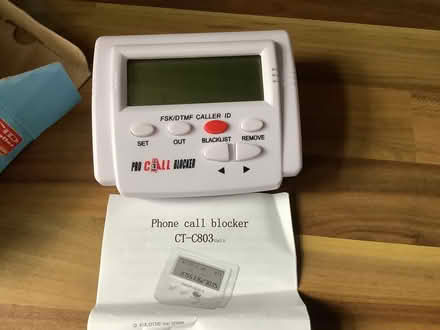 FSK/DTMF CALLER ID
SET
OUT
BLACKLIST
REMOVE
PRO CALL BLOCKER
Phone call blocker
CT-C803